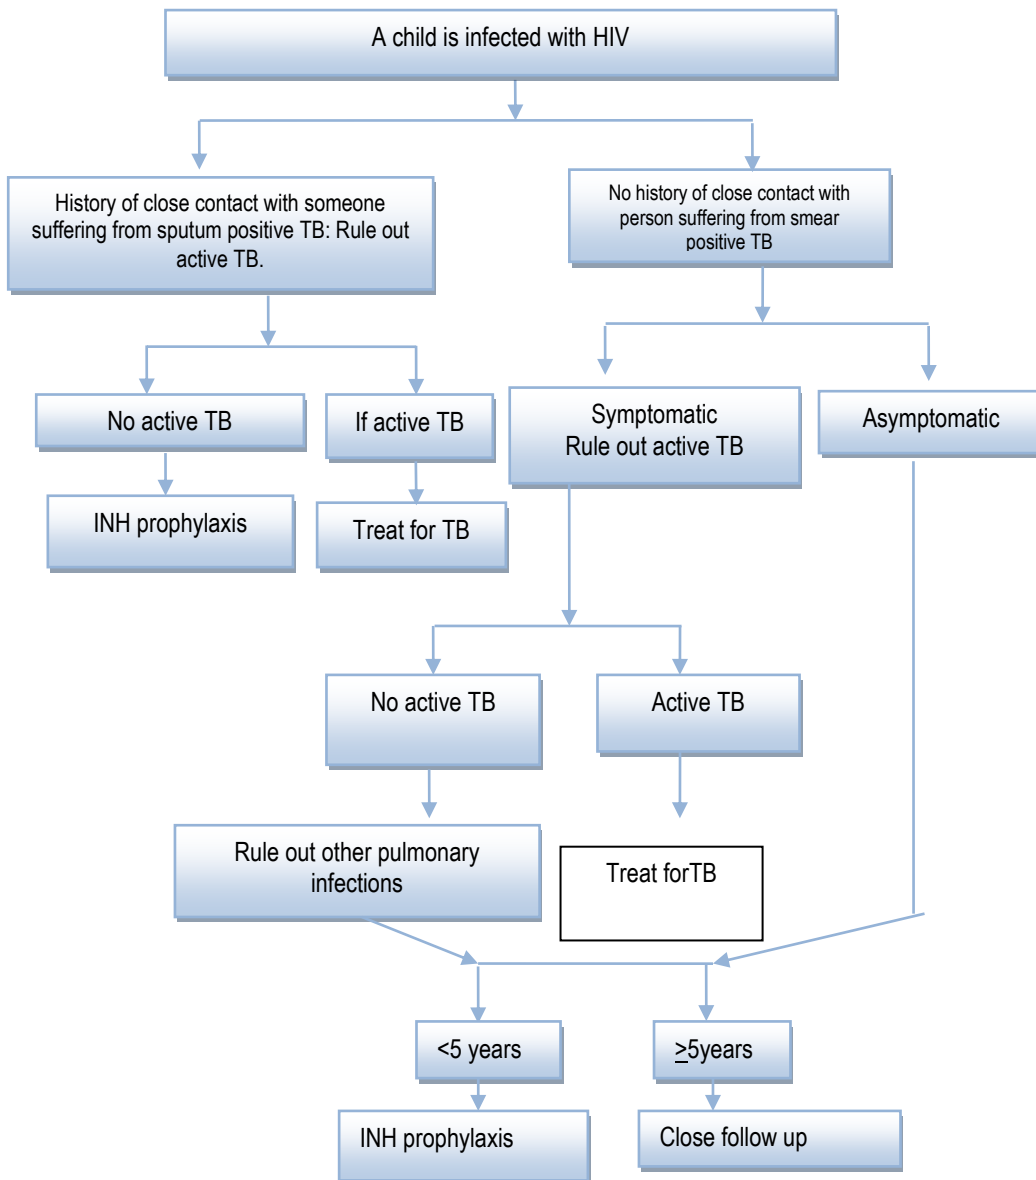 A child is infected with HIV
History of close contact with someone
suffering from sputum positive TB: Rule out
active TB.
No history of close contact with
person suffering from smear
positive TB
No active TB
If active TB
Symptomatic
Rule out active TB
Asymptomatic
INH prophylaxis
Treat for TB
No active TB
Active TB
Rule out other pulmonary
infections
Treat forTB
<5 years
≥5years
INH prophylaxis
Close follow up